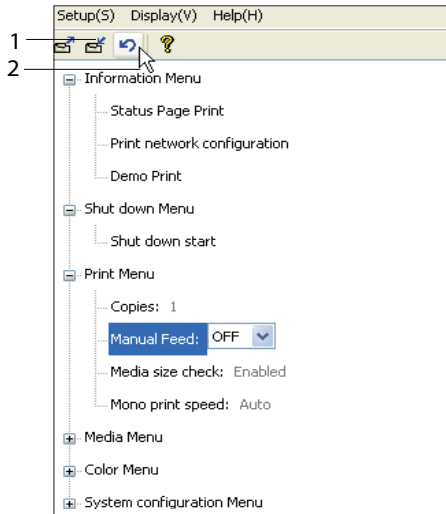 Setup(S) Display(V) Help(H)
1
2
Information Menu
Status Page Print
Print network configuration
Demo Print
Shut down Menu
Shut down start
Print Menu
Copies: 1
Manual Feed: OFF
Media size check: Enabled
Mono print speed: Auto
Media Menu
Color Menu
System configuration Menu